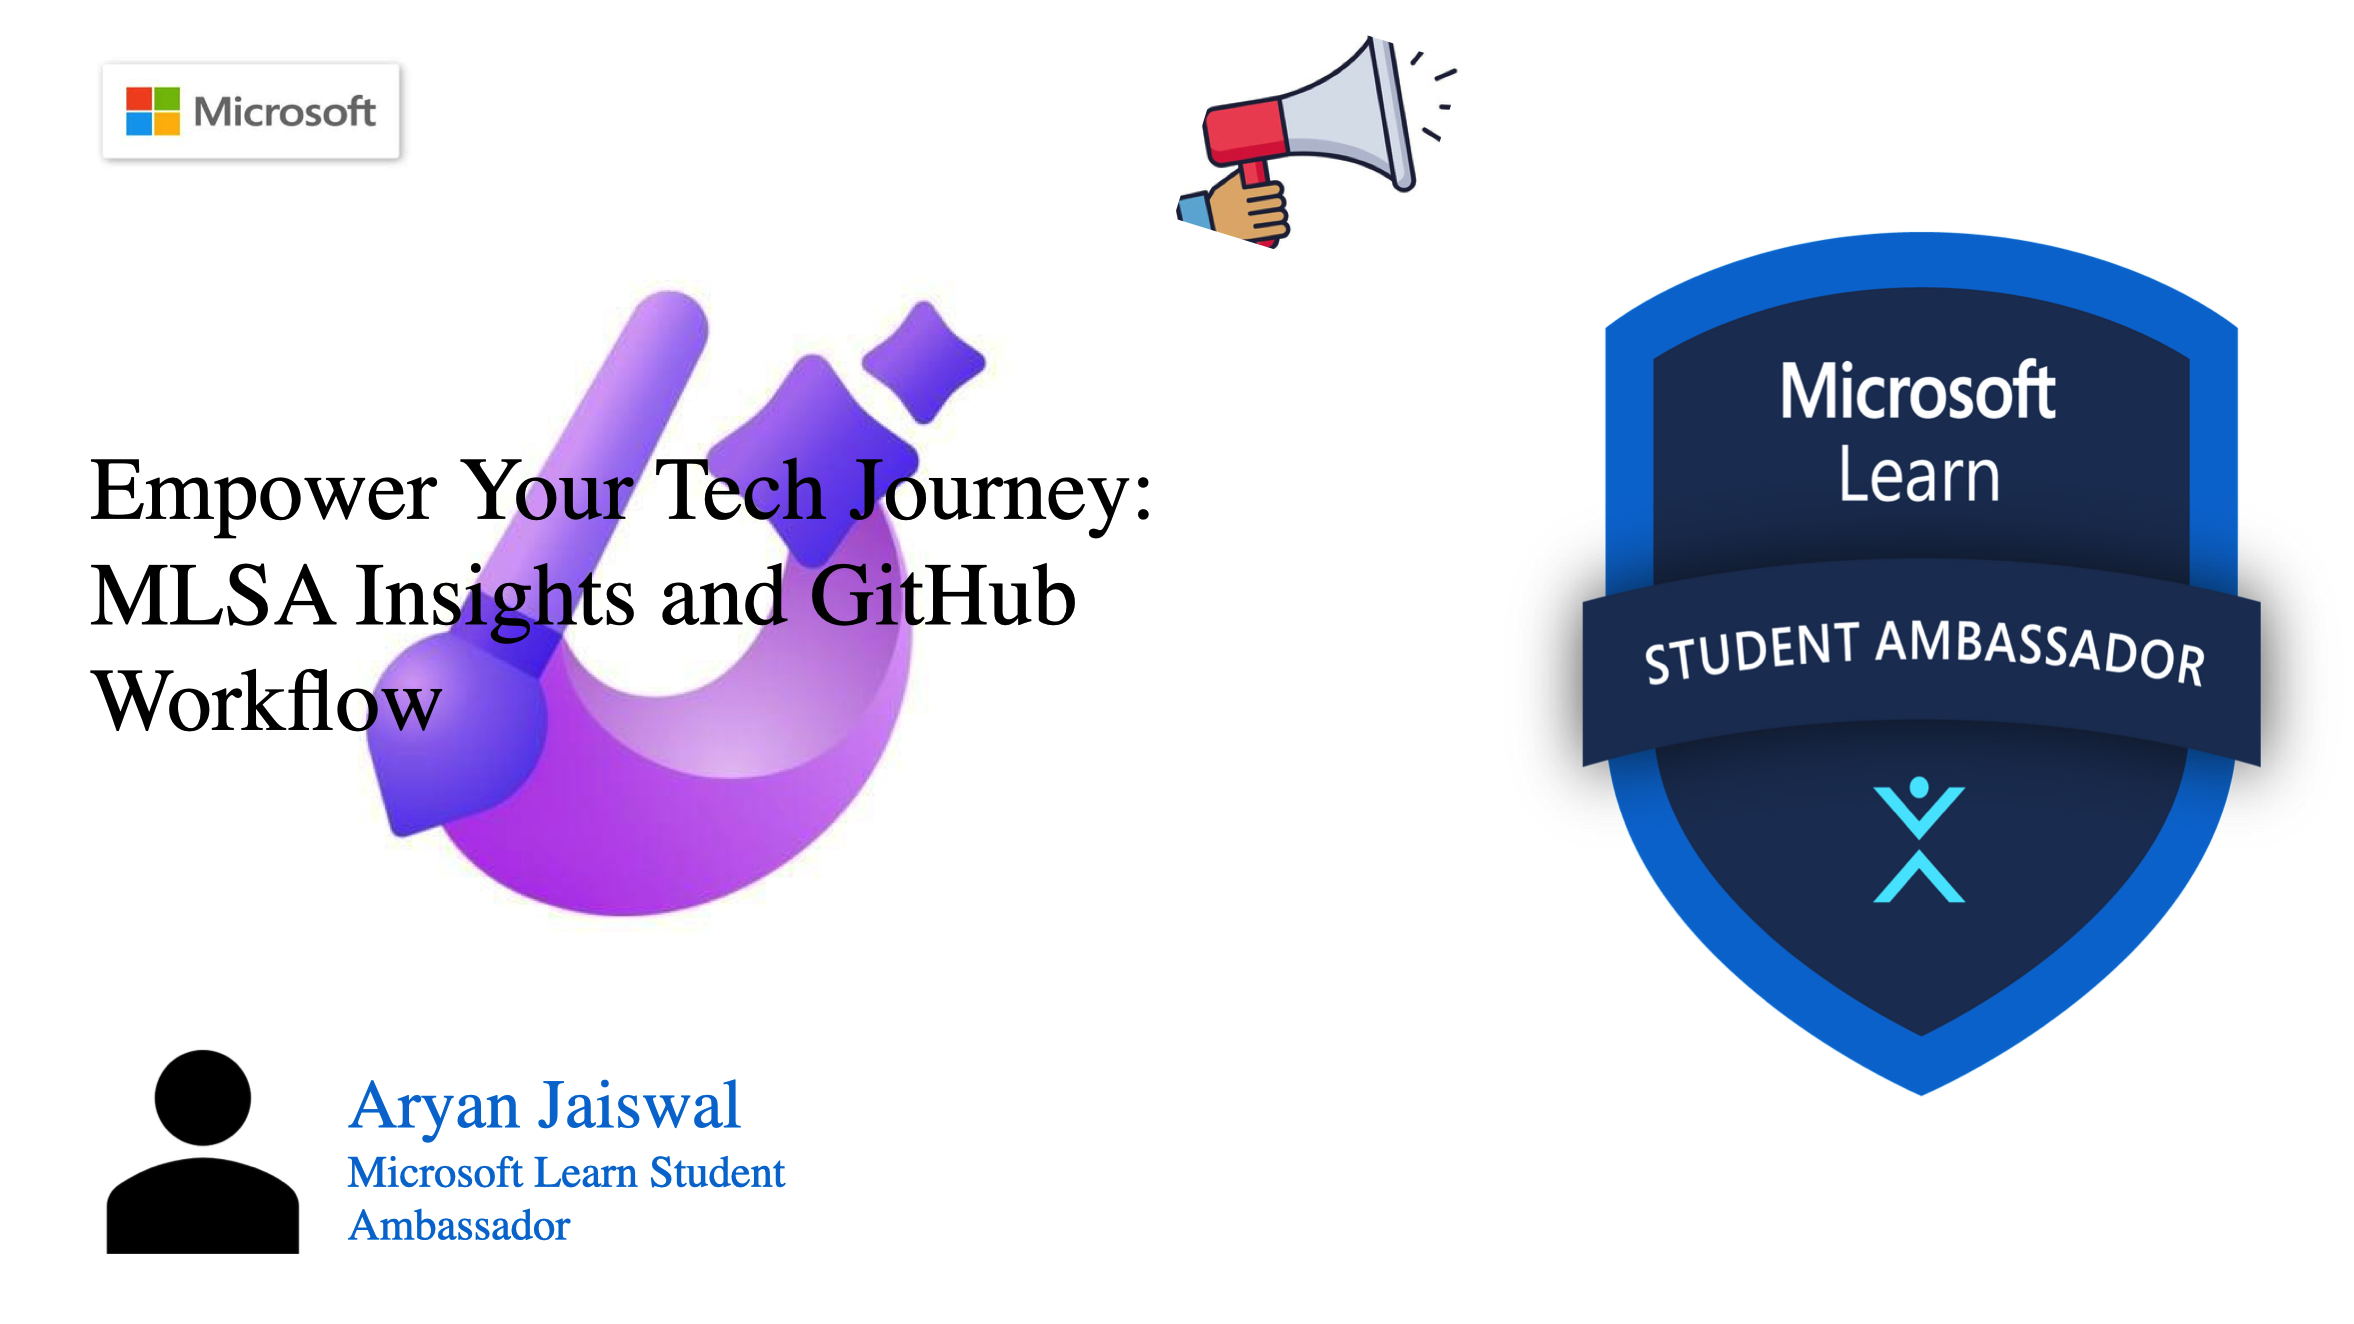 Microsoft
Empower Your Tech Journey:
MLSA Insights and GitHub
Workflow
Microsoft
Learn
STUDENT AMBASSADOR
Aryan Jaiswal
Microsoft Learn Student
Ambassador